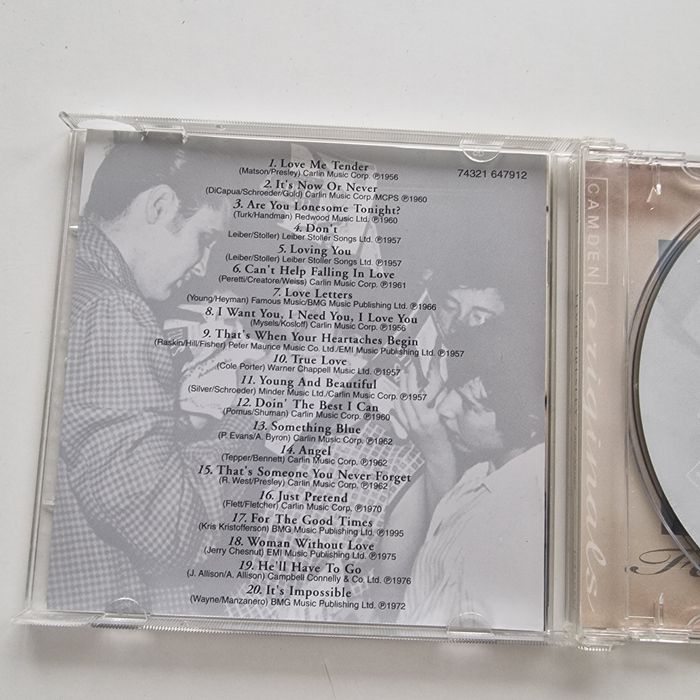 1. Love Me Tender
(Matson/Presley) Carlin Music Corp. ℗1956
74321 647912
2. It's Now Or Never
(DiCapua/Schroeder/Gold) Carlin Music Corp./MCPS ℗1960
3. Are You Lonesome Tonight?
(Turk/Handman) Redwood Music Ltd. ℗1960
4. Don't
Leiber/Stoller) Leiber Stoller Songs Ltd. ℗1957
5. Loving You
(Leiber/Stoller) Leiber Stoller Songs Ltd. ℗1957
6. Can't Help Falling In Love
(Peretti/Creatore/Weiss) Carlin Music Corp. ℗1961
7. Love Letters
(Young/Heyman) Famous Music/BMG Music Publishing Ltd. ℗1966
8. I Want You, I Need You, I Love You
(Mysels/Kosloff) Carlin Music Corp. ℗1956
9. That's When Your Heartaches Begin
(Raskin/Hill/Fisher) Peter Maurice Music Co. Ltd./EMI Music Publishing Ltd. ℗1957
10. True Love
(Cole Porter) Warner Chappell Music Ltd. ℗1957
11. Young And Beautiful
(Silver/Schroeder) Minder Music Ltd./Carlin Music Corp. ℗1957
12. Doin' The Best I Can
(Pomus/Shuman) Carlin Music Corp. ℗1960
13. Something Blue
(P. Evans/A. Byron) Carlin Music Corp. ℗1962
14. Angel
(Tepper/Bennett) Carlin Music Corp. ℗1962
15. That's Someone You Never Forget
(R. West/Presley) Carlin Music Corp. ℗1962
16. Just Pretend
(Flett/Fletcher) Carlin Music Corp. ℗1970
17. For The Good Times
(Kris Kristofferson) BMG Music Publishing Ltd. ℗1995
18. Woman Without Love
(Jerry Chesnut) EMI Music Publishing Ltd. ℗1975
19. He'll Have To Go
(J. Allison/A. Allison) Campbell Connelly & Co. Ltd. ℗1976
20. It's Impossible
(Wayne/Manzanero) BMG Music Publishing Ltd. ℗1972
CAMDEN